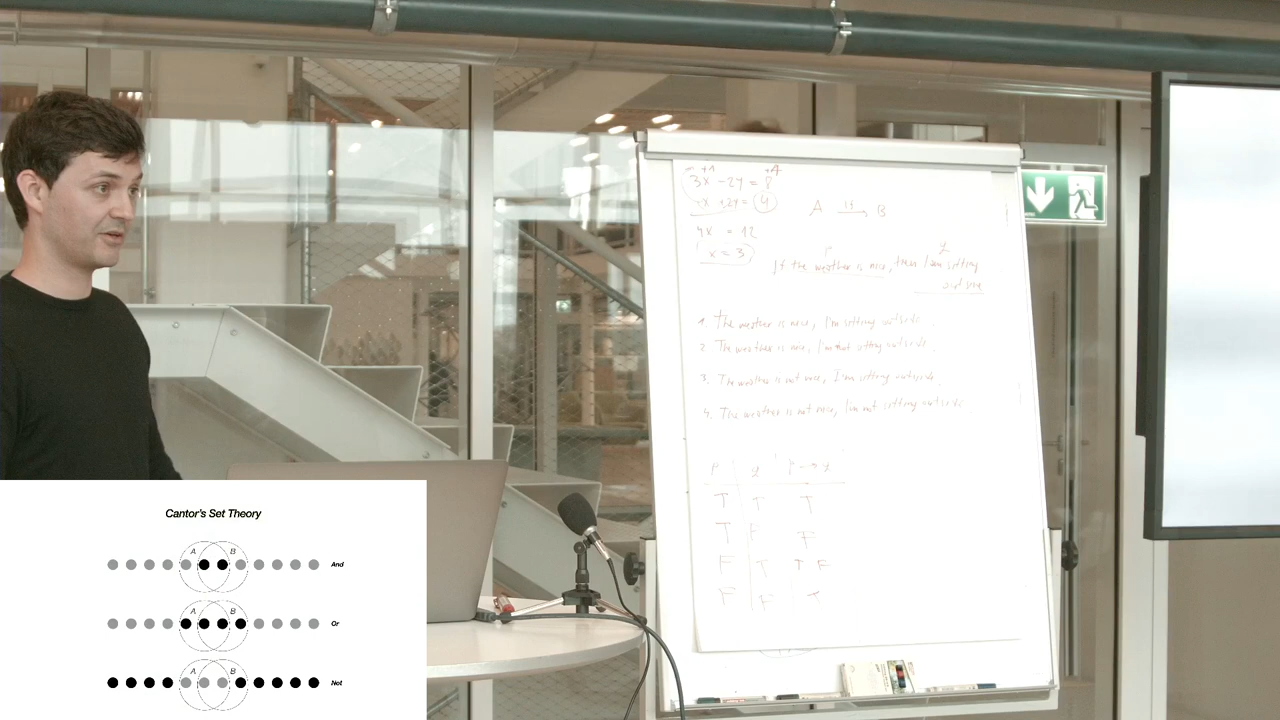 3x - 2y = 8
x + 2y = 4
4x = 12
x = 3
A if→ B
If the weather is nice, then I am sitting
outside
1. The weather is nice, I'm sitting outside.
2. The weather is nice, I'm not sitting outside.
3. The weather is not nice, I'm sitting outside.
4. The weather is not nice, I'm not sitting outside.
P y P → y
T T T
T F F
F T T F
F F T
Cantor's Set Theory
A B
And
A B
Or
A B
Not